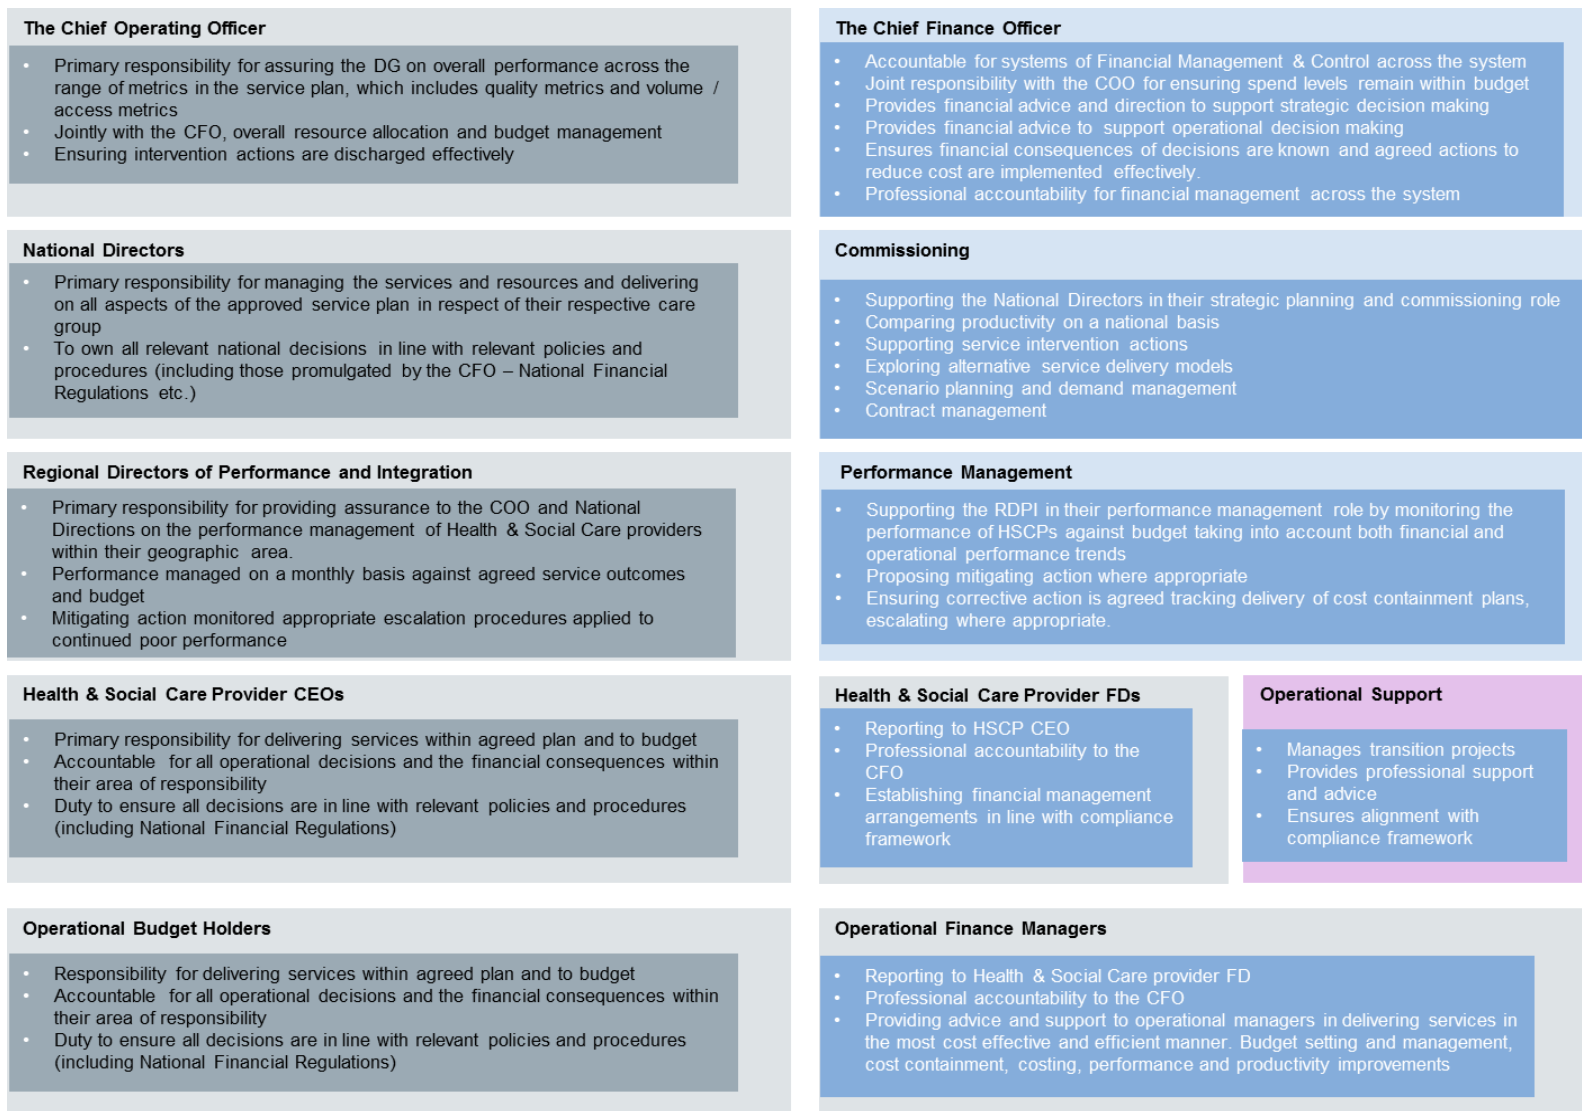 The Chief Operating Officer
• Primary responsibility for assuring the DG on overall performance across the
range of metrics in the service plan, which includes quality metrics and volume /
access metrics
• Jointly with the CFO, overall resource allocation and budget management
• Ensuring intervention actions are discharged effectively
The Chief Finance Officer
• Accountable for systems of Financial Management & Control across the system
• Joint responsibility with the COO for ensuring spend levels remain within budget
• Provides financial advice and direction to support strategic decision making
• Provides financial advice to support operational decision making
• Ensures financial consequences of decisions are known and agreed actions to
reduce cost are implemented effectively.
• Professional accountability for financial management across the system
National Directors
• Primary responsibility for managing the services and resources and delivering
on all aspects of the approved service plan in respect of their respective care
group
• To own all relevant national decisions in line with relevant policies and
procedures (including those promulgated by the CFO – National Financial
Regulations etc.)
Commissioning
• Supporting the National Directors in their strategic planning and commissioning role
• Comparing productivity on a national basis
• Supporting service intervention actions
• Exploring alternative service delivery models
• Scenario planning and demand management
• Contract management
Regional Directors of Performance and Integration
• Primary responsibility for providing assurance to the COO and National
Directions on the performance management of Health & Social Care providers
within their geographic area.
• Performance managed on a monthly basis against agreed service outcomes
and budget
• Mitigating action monitored appropriate escalation procedures applied to
continued poor performance
Performance Management
• Supporting the RDPI in their performance management role by monitoring the
performance of HSCPs against budget taking into account both financial and
operational performance trends
• Proposing mitigating action where appropriate
• Ensuring corrective action is agreed tracking delivery of cost containment plans,
escalating where appropriate.
Health & Social Care Provider CEOs
• Primary responsibility for delivering services within agreed plan and to budget
• Accountable for all operational decisions and the financial consequences within
their area of responsibility
• Duty to ensure all decisions are in line with relevant policies and procedures
(including National Financial Regulations)
Health & Social Care Provider FDs
• Reporting to HSCP CEO
• Professional accountability to the
CFO
• Establishing financial management
arrangements in line with compliance
framework
Operational Support
• Manages transition projects
• Provides professional support
and advice
• Ensures alignment with
compliance framework
Operational Budget Holders
• Responsibility for delivering services within agreed plan and to budget
• Accountable for all operational decisions and the financial consequences within
their area of responsibility
• Duty to ensure all decisions are in line with relevant policies and procedures
(including National Financial Regulations)
Operational Finance Managers
• Reporting to Health & Social Care provider FD
• Professional accountability to the CFO
• Providing advice and support to operational managers in delivering services in
the most cost effective and efficient manner. Budget setting and management,
cost containment, costing, performance and productivity improvements